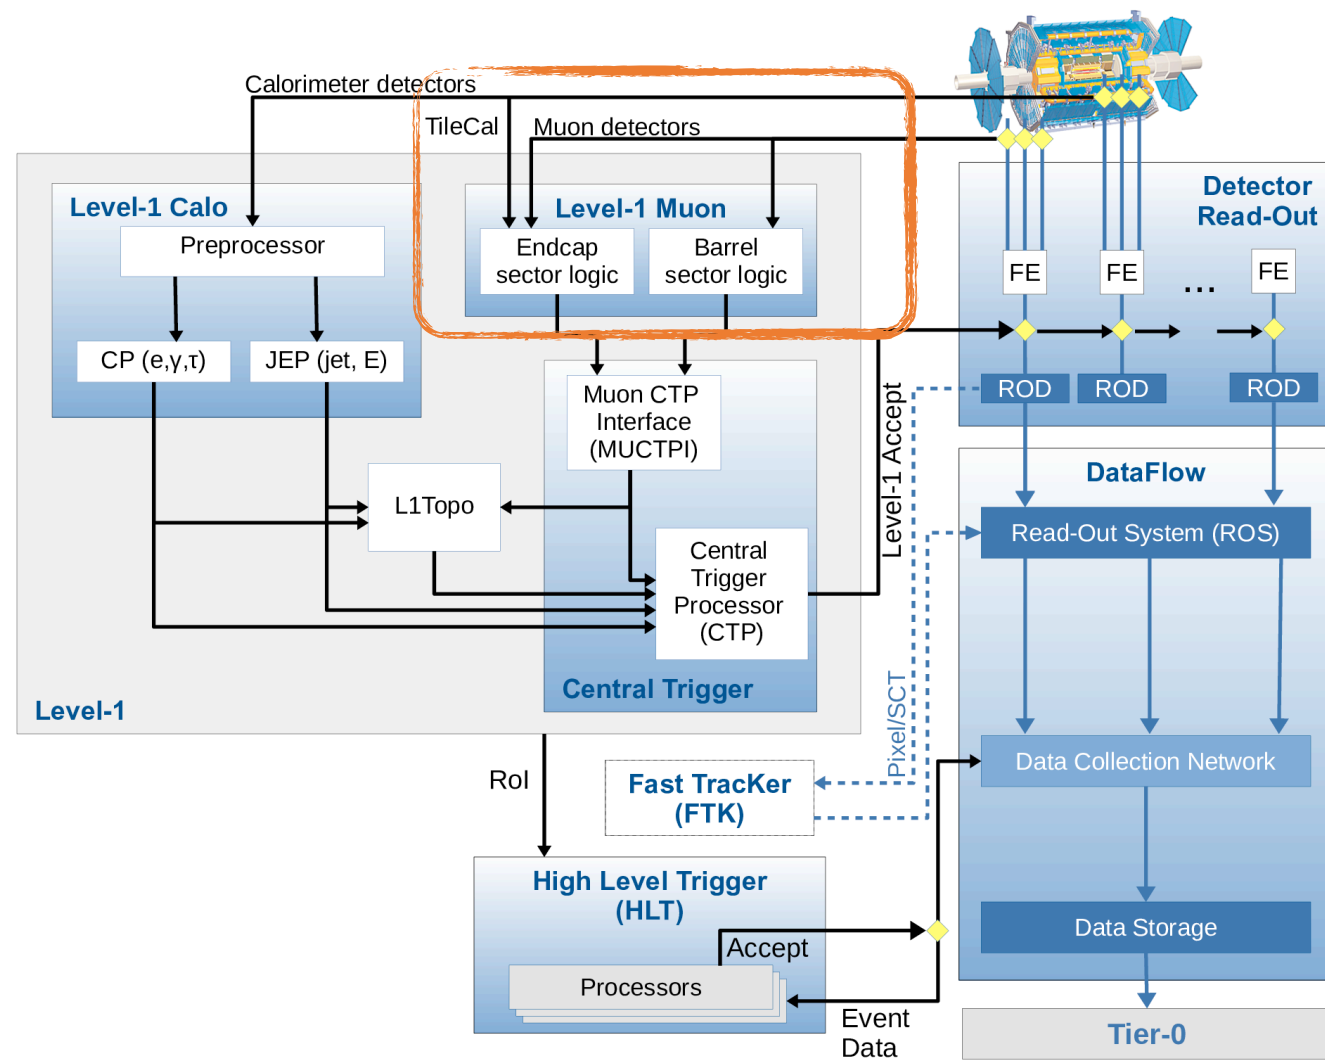 Calorimeter detectors
TileCal
Muon detectors
Level-1 Calo
Preprocessor
CP (e,γ,τ)
JEP (jet, E)
Level-1 Muon
Endcap
sector logic
Barrel
sector logic
Detector
Read-Out
FE
FE
...
FE
ROD
ROD
ROD
Muon CTP
Interface
(MUCTPI)
L1Topo
Central
Trigger
Processor
(CTP)
Central Trigger
Level-1
Level-1 Accept
Pixel/SCT
DataFlow
Read-Out System (ROS)
Data Collection Network
Data Storage
Tier-0
RoI
Fast TracKer
(FTK)
High Level Trigger
(HLT)
Accept
Processors
Event
Data